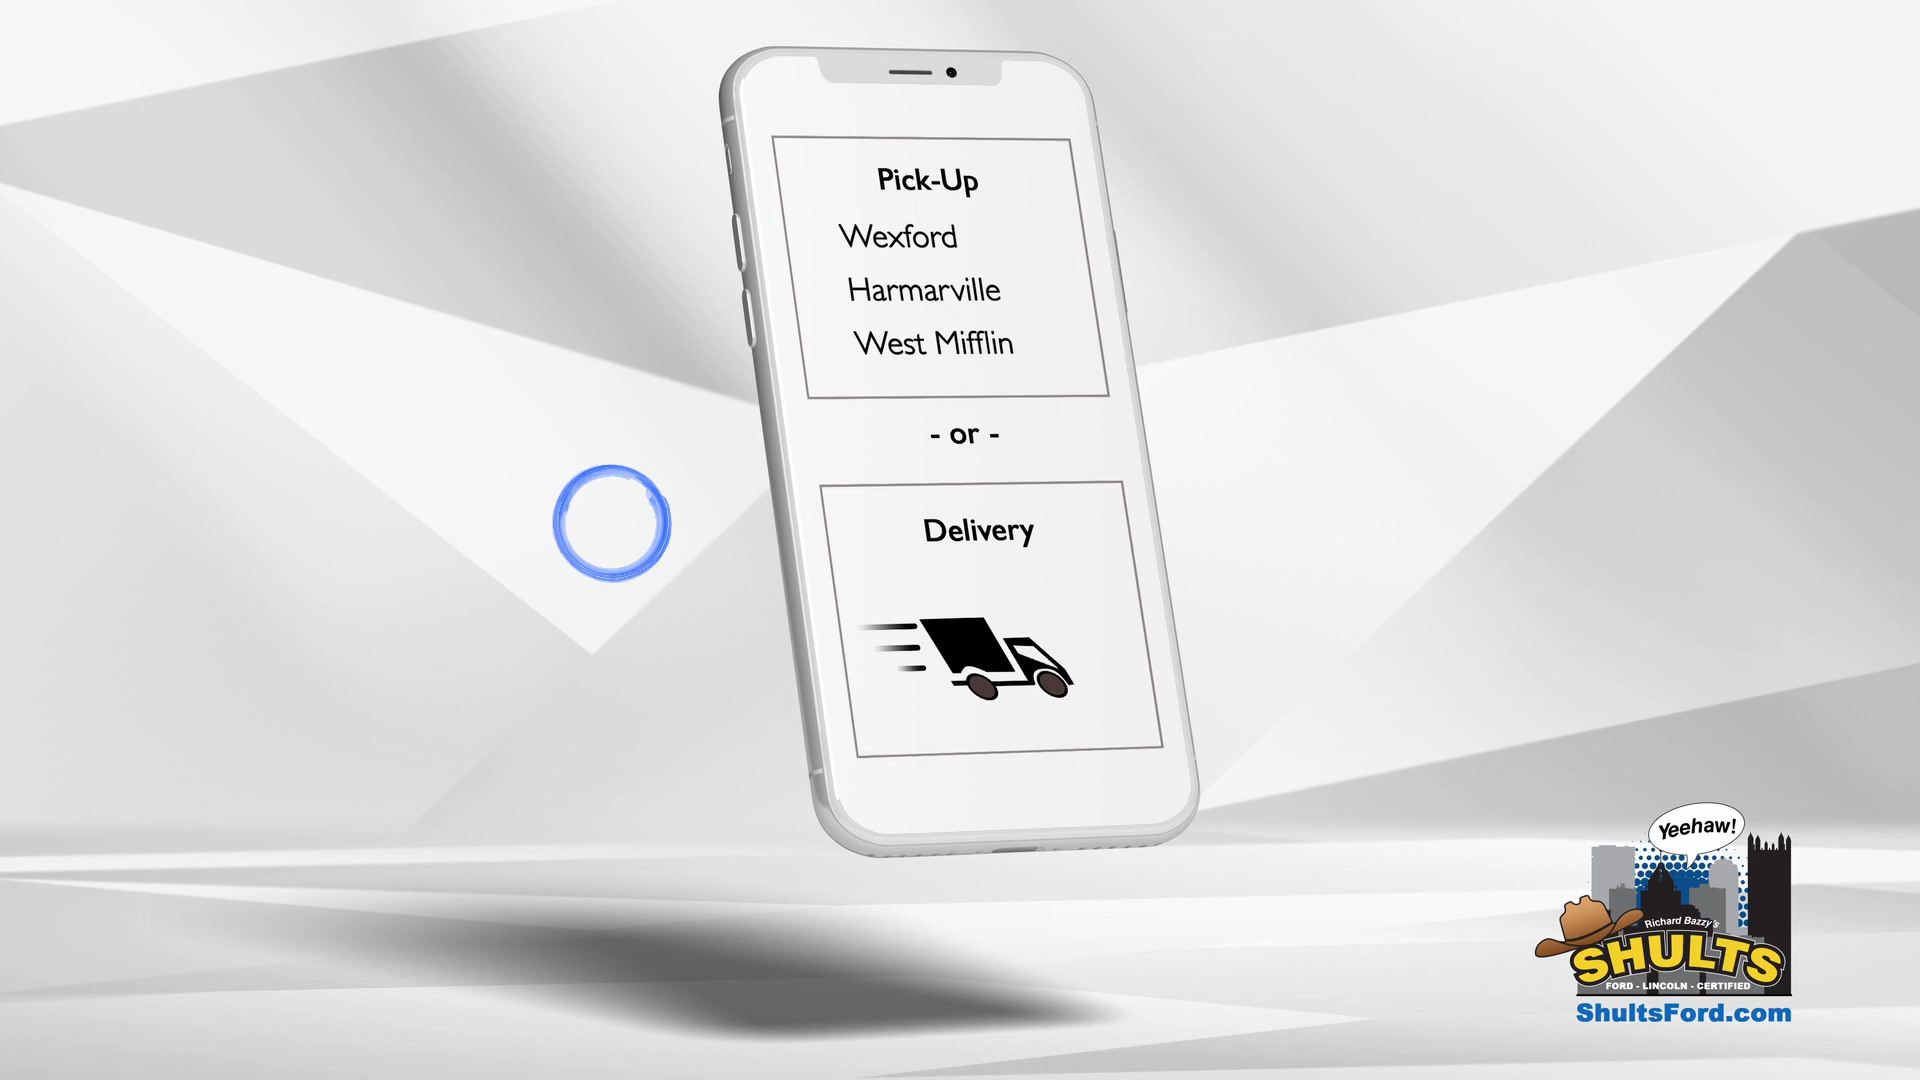 Pick-Up
Wexford
Harmarville
West Mifflin
- or -
Delivery
Yeehaw!
Richard Bazzy's
SHULTS
FORD - LINCOLN - CERTIFIED
ShultsFord.com